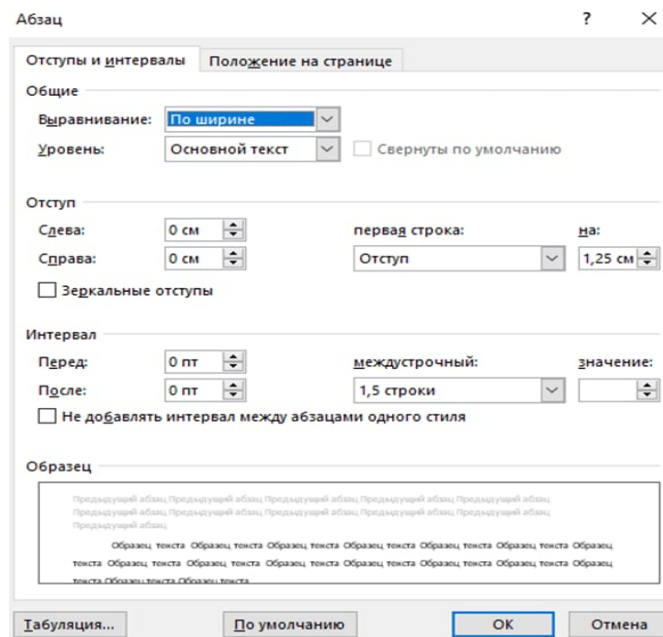 Абзац ? ×
Отступы и интервалы Положение на странице
Общие
Выравнивание: По ширине
Уровень: Основной текст Свернуты по умолчанию
Отступ
Слева: 0 см первая строка: на:
Справа: 0 см Отступ 1,25 см
Зеркальные отступы
Интервал
Перед: 0 пт междустрочный: значение:
После: 0 пт 1,5 строки
Не добавлять интервал между абзацами одного стиля
Образец
Предыдущий абзац Предыдущий абзац Предыдущий абзац Предыдущий абзац Предыдущий абзац
Предыдущий абзац Предыдущий абзац Предыдущий абзац Предыдущий абзац Предыдущий абзац
Предыдущий абзац
Образец текста Образец текста Образец текста Образец текста Образец текста Образец текста Образец
текста Образец текста Образец текста Образец текста Образец текста Образец текста Образец текста Образец
текста Образец текста Образец текста
Табуляция... По умолчанию ОК Отмена